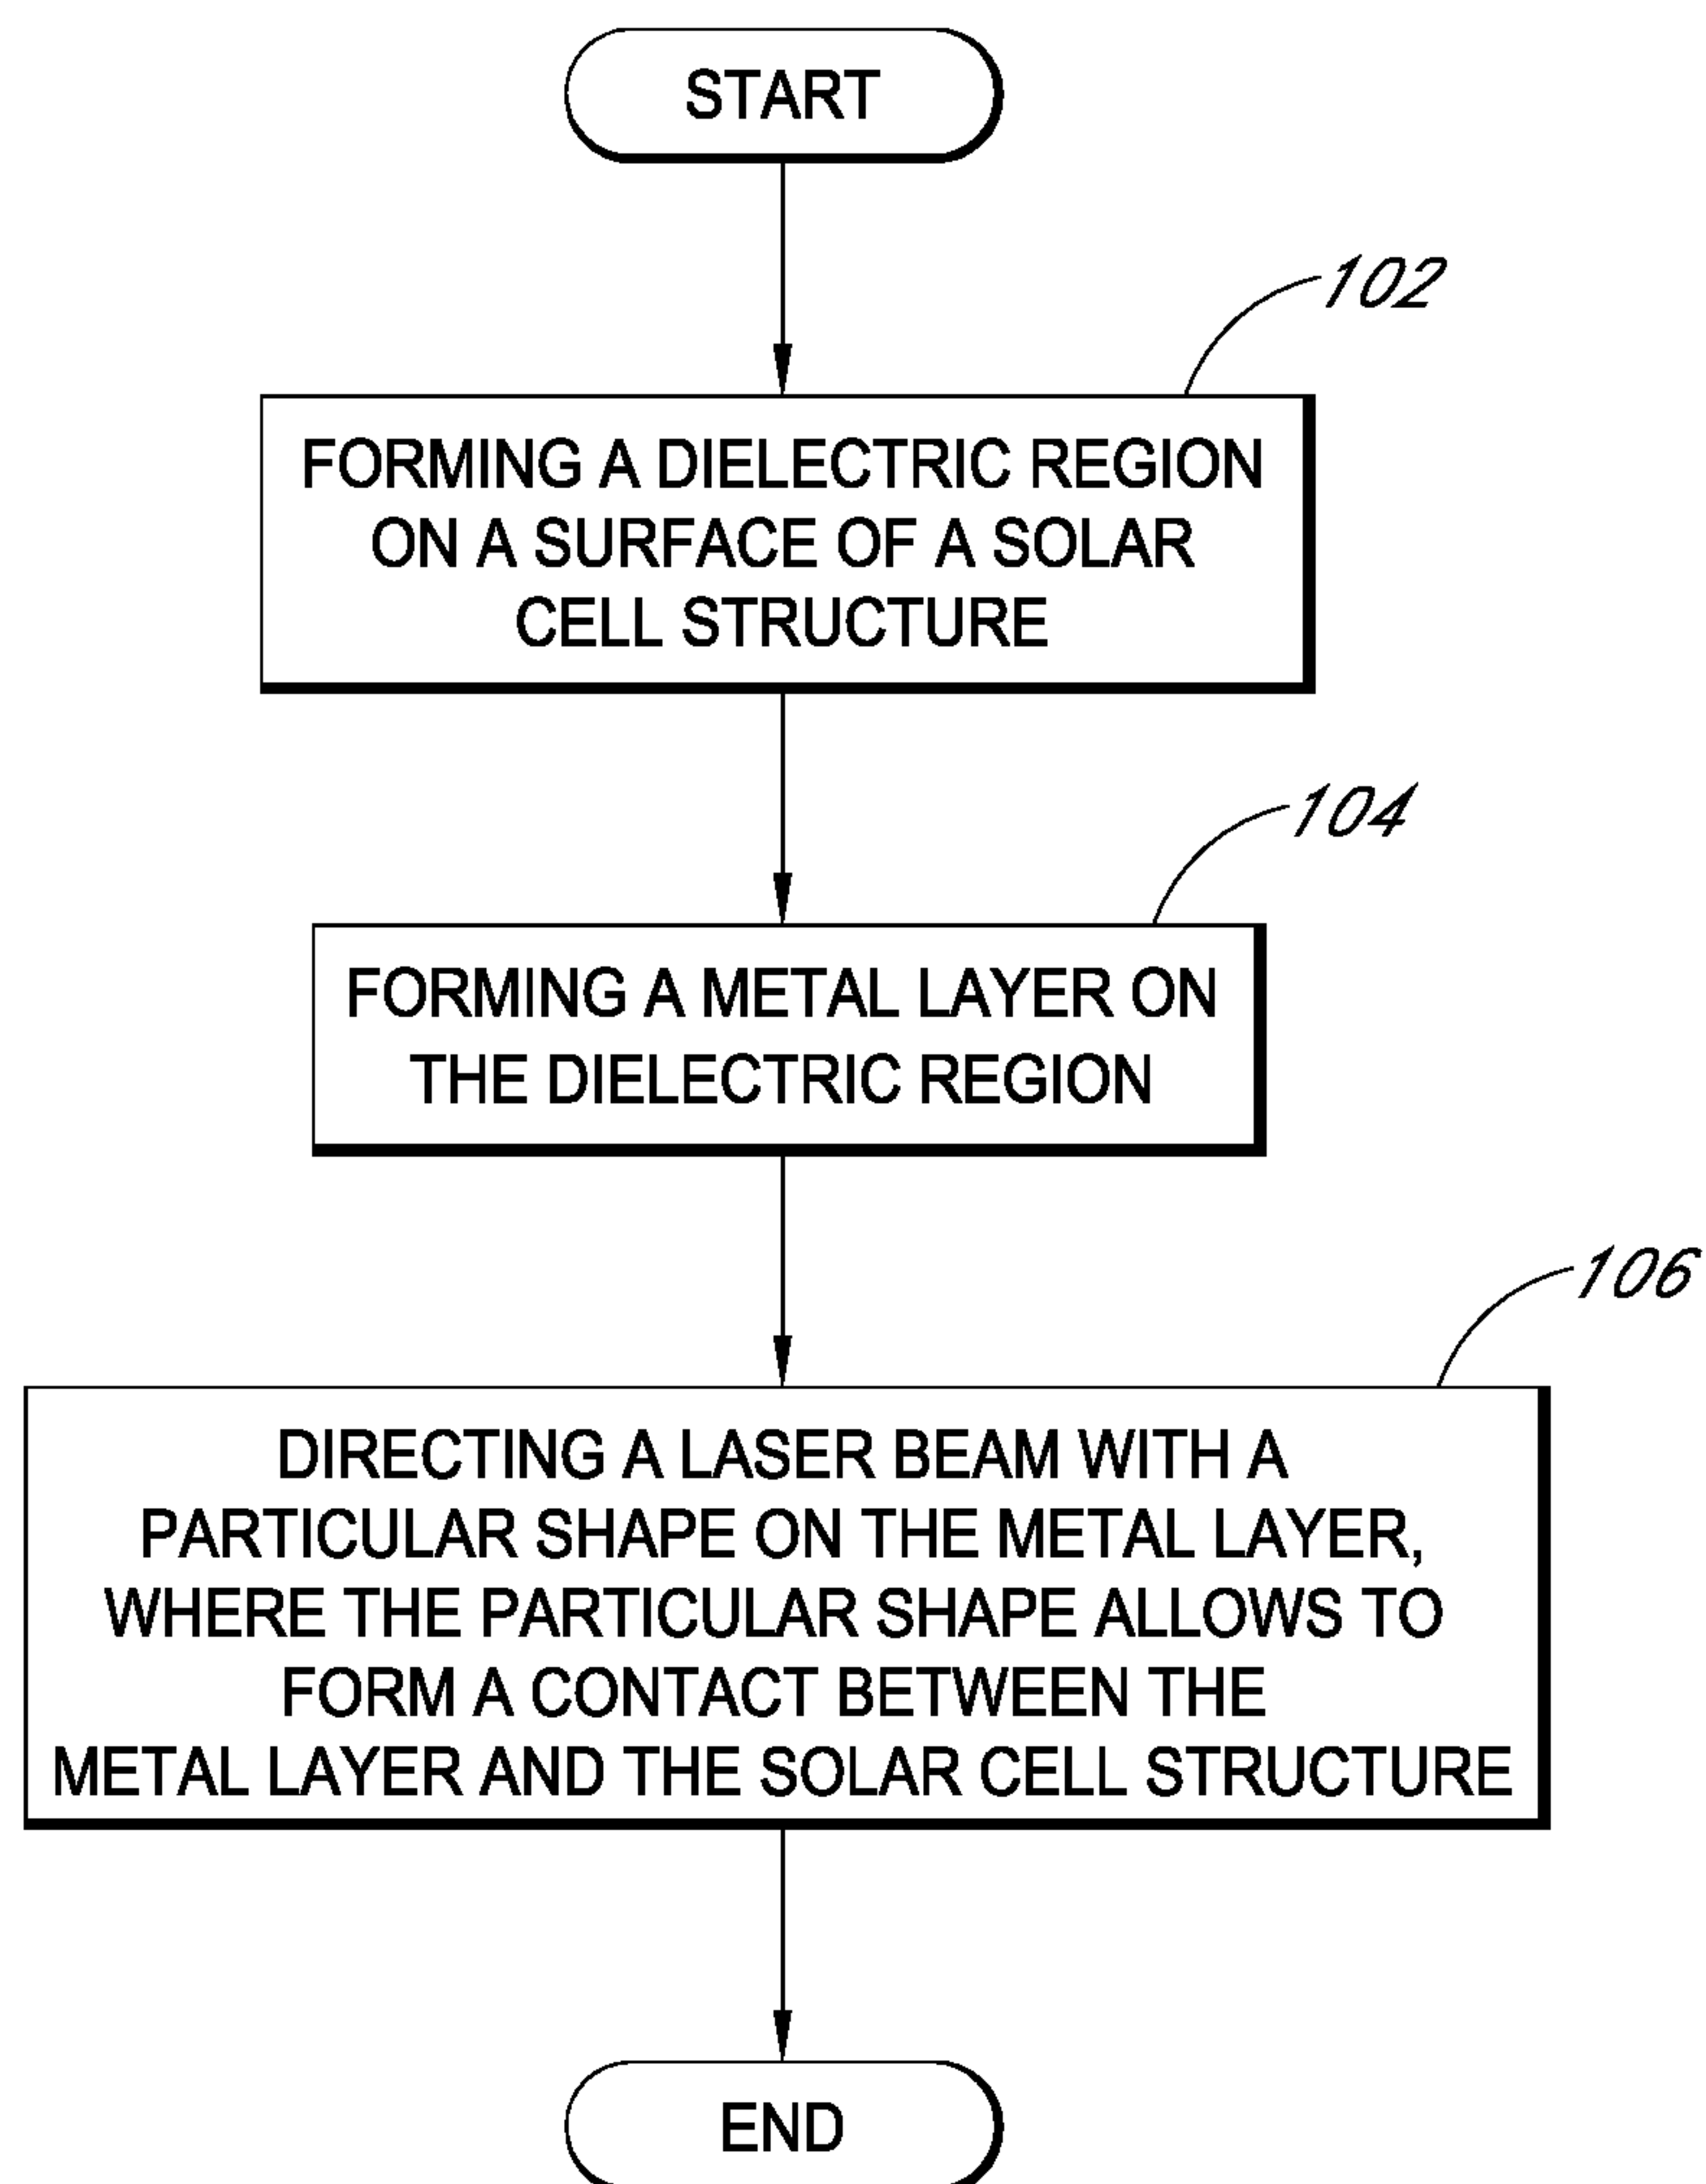 START
102
FORMING A DIELECTRIC REGION
ON A SURFACE OF A SOLAR
CELL STRUCTURE
104
FORMING A METAL LAYER ON
THE DIELECTRIC REGION
106
DIRECTING A LASER BEAM WITH A
PARTICULAR SHAPE ON THE METAL LAYER,
WHERE THE PARTICULAR SHAPE ALLOWS TO
FORM A CONTACT BETWEEN THE
METAL LAYER AND THE SOLAR CELL STRUCTURE
END